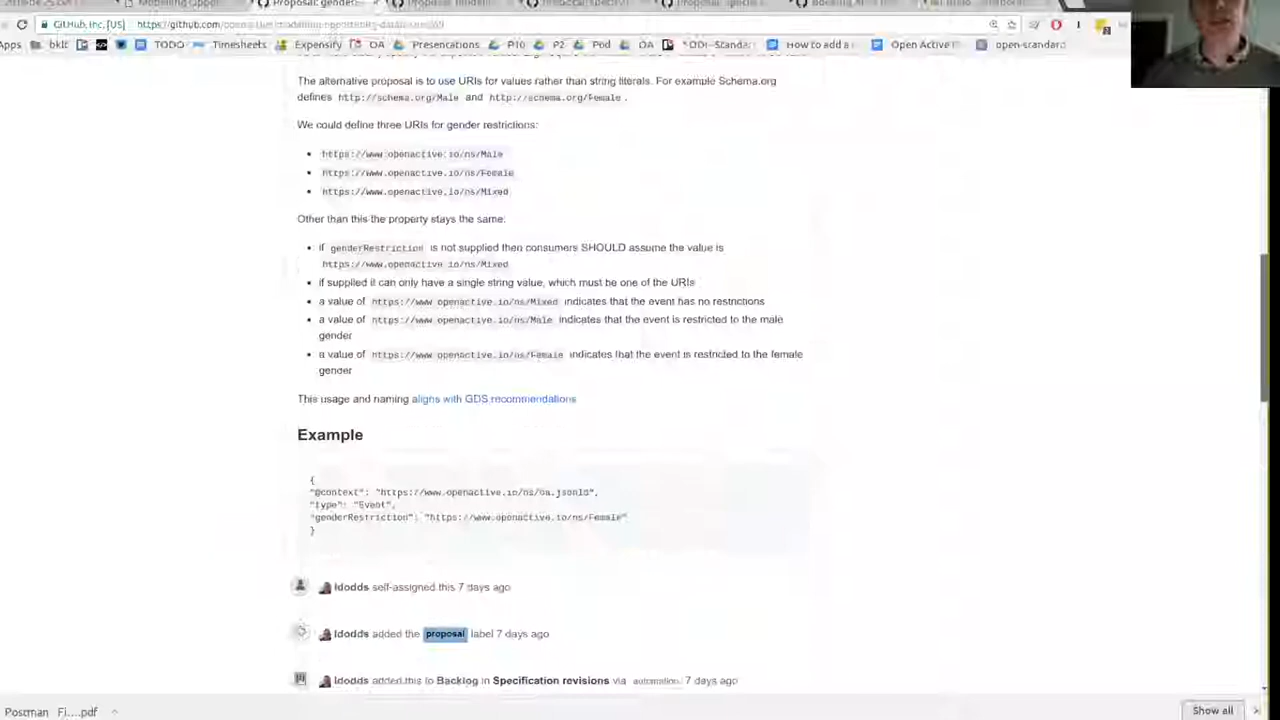 Proposal: gender
GitHub, Inc. [US] https://github.com/
Apps bklt TODO Timesheets Expensify OA Presentations P10 P2 Pod OA How to add a Open Active open-standard
The alternative proposal is to use URIs for values rather than string literals. For example Schema.org
defines http://schema.org/Male and http://schema.org/Female .
We could define three URIs for gender restrictions:
https://www.openactive.io/ns/Male
https://www.openactive.io/ns/Female
https://www.openactive.io/ns/Mixed
Other than this the property stays the same:
if genderRestriction is not supplied then consumers SHOULD assume the value is
https://www.openactive.io/ns/Mixed
if supplied it can only have a single string value, which must be one of the URIs
a value of https://www.openactive.io/ns/Mixed indicates that the event has no restrictions
a value of https://www.openactive.io/ns/Male indicates that the event is restricted to the male
gender
a value of https://www.openactive.io/ns/Female indicates that the event is restricted to the female
gender
This usage and naming aligns with GDS recommendations
Example
{
"@context": "https://www.openactive.io/ns/oa.jsonld",
"type": "Event",
"genderRestriction": "https://www.openactive.io/ns/Female"
}
ldodds self-assigned this 7 days ago
ldodds added the proposal label 7 days ago
ldodds added this to Backlog in Specification revisions via automation 7 days ago
Postman Fi....pdf
Show all